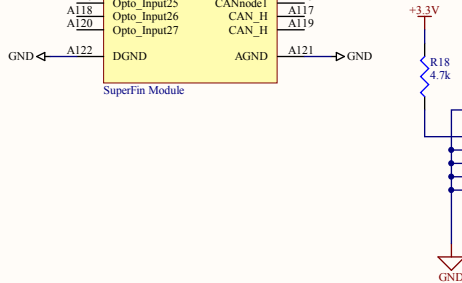 Opto_Input25 CANnode1 +3.3V
A118 Opto_Input26 CAN_H A117
A120 Opto_Input27 CAN_H A119
GND A122 DGND AGND A121 GND
R18
4.7k
SuperFin Module
GND